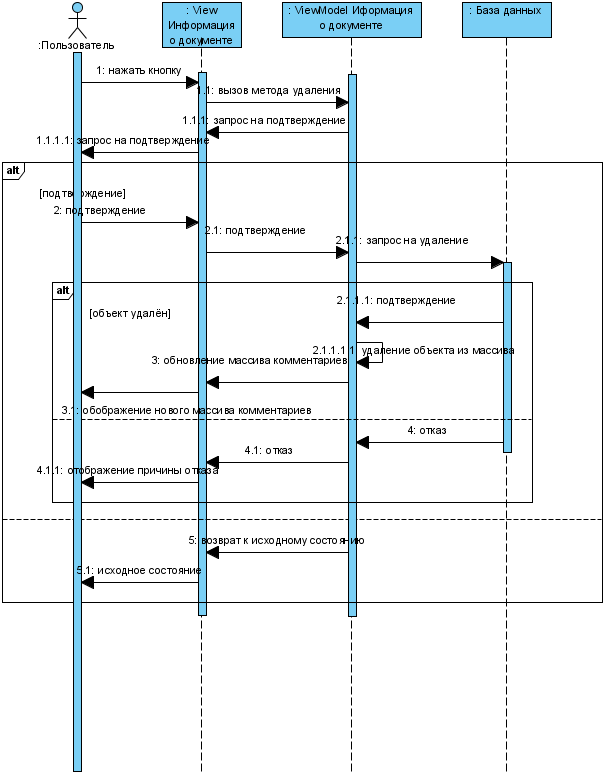 : View
Информация
о документе
: ViewModel Иформация
о документе
: База данных
:Пользователь
1: нажать кнопку
1.1: вызов метода удаления
1.1.1: запрос на подтверждение
1.1.1.1: запрос на подтверждение
alt
[подтверждение]
2: подтверждение
2.1: подтверждение
2.1.1: запрос на удаление
alt
2.1.1.1: подтверждение
[объект удалён]
2.1.1.1.1: удаление объекта из массива
3: обновление массива комментариев
3.1: обображение нового массива комментариев
4: отказ
4.1: отказ
4.1.1: отображение причины отказа
5: возврат к исходному состоянию
5.1: исходное состояние